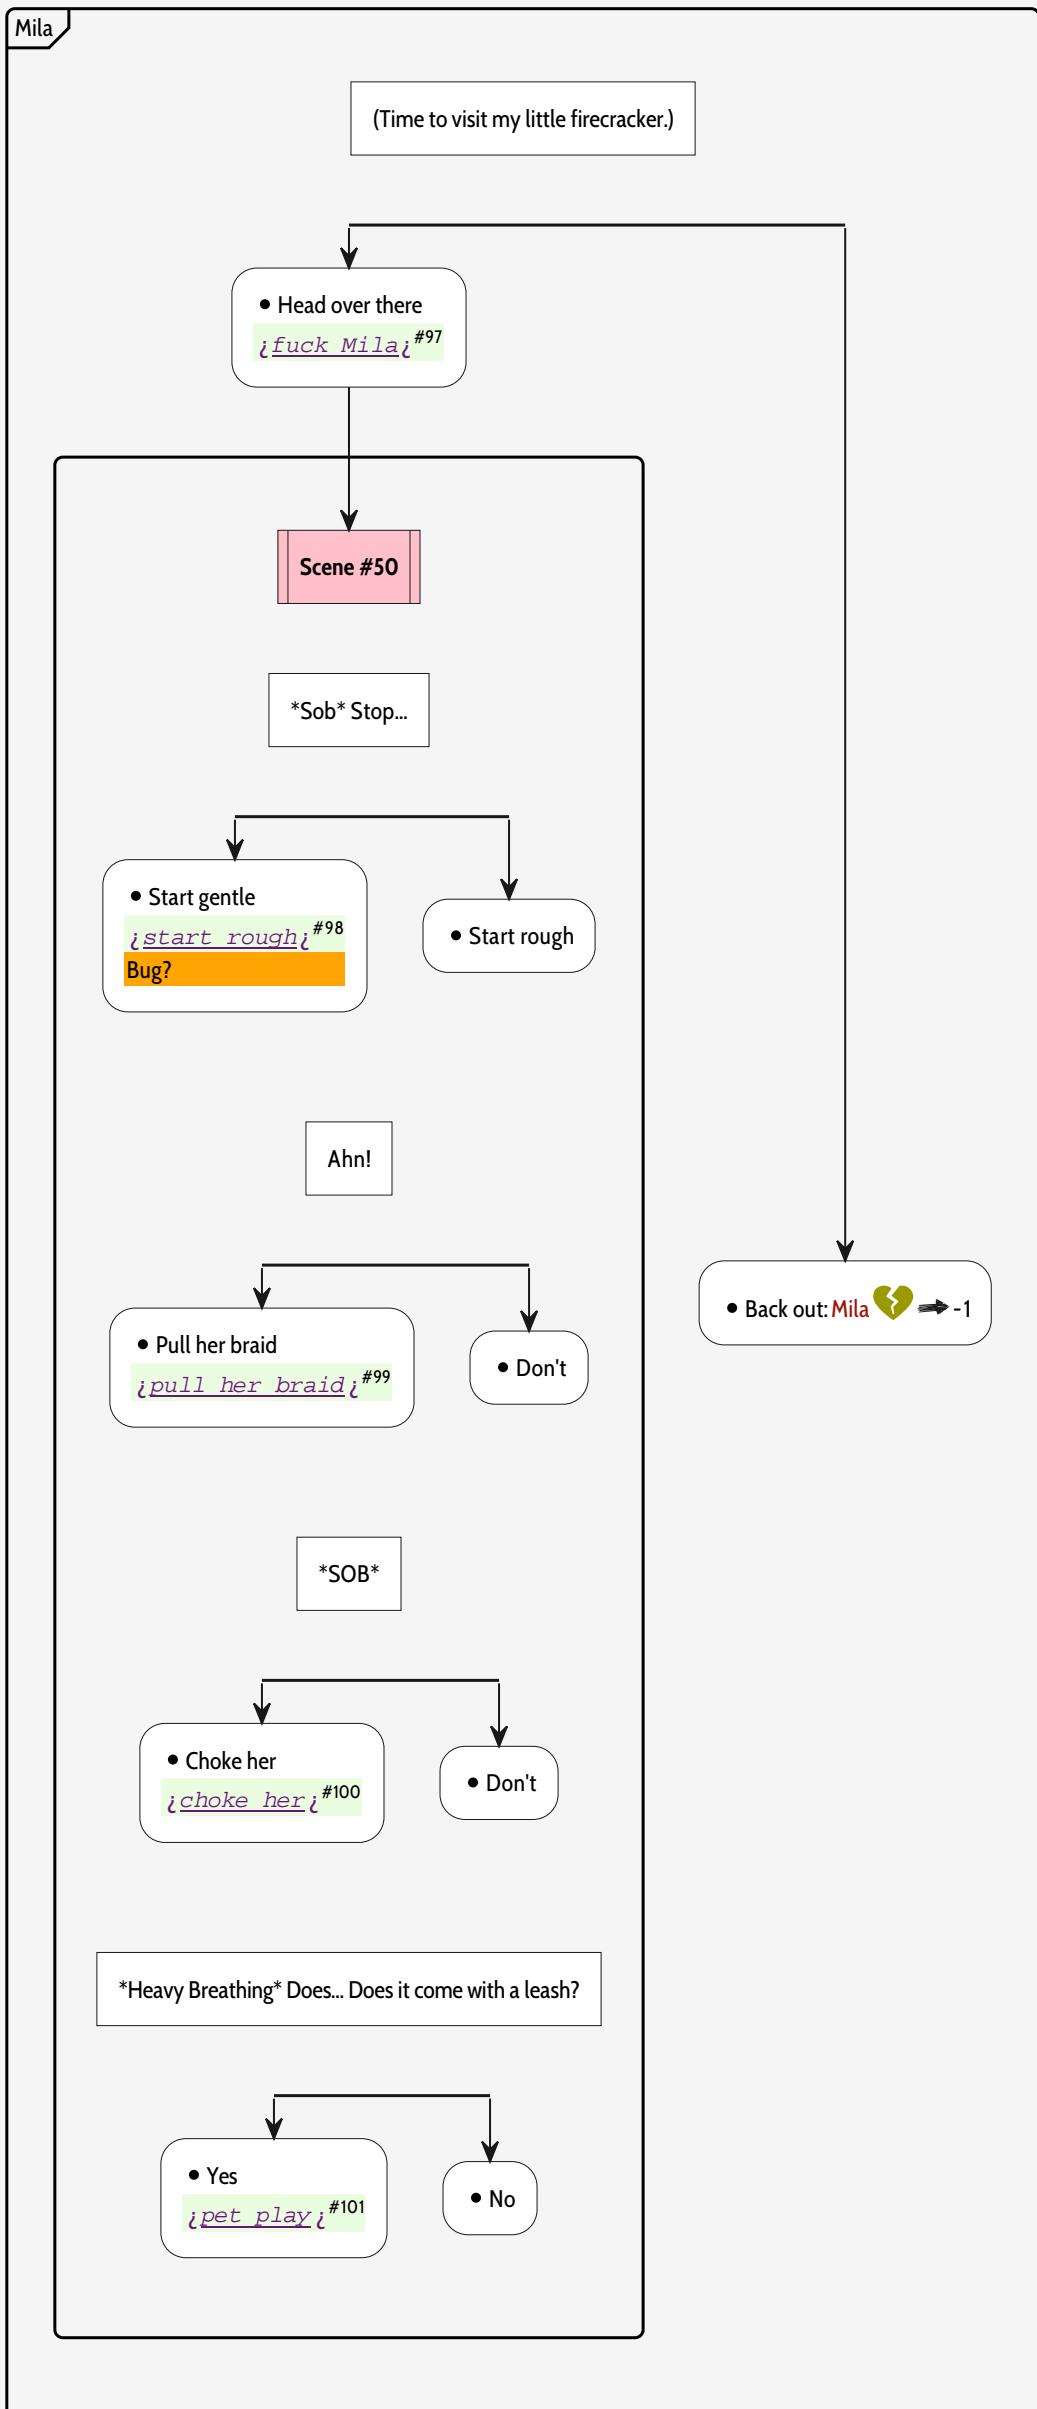 Mila
(Time to visit my little firecracker.)
• Head over there
¿fuck Mila¿#97
Scene #50
*Sob* Stop...
• Start gentle
¿start rough¿#98
Bug?
• Start rough
Ahn!
• Pull her braid
¿pull her braid¿#99
• Don't
• Back out: Mila -1
*SOB*
• Choke her
¿choke her¿#100
• Don't
*Heavy Breathing* Does... Does it come with a leash?
• Yes
¿pet play¿#101
• No